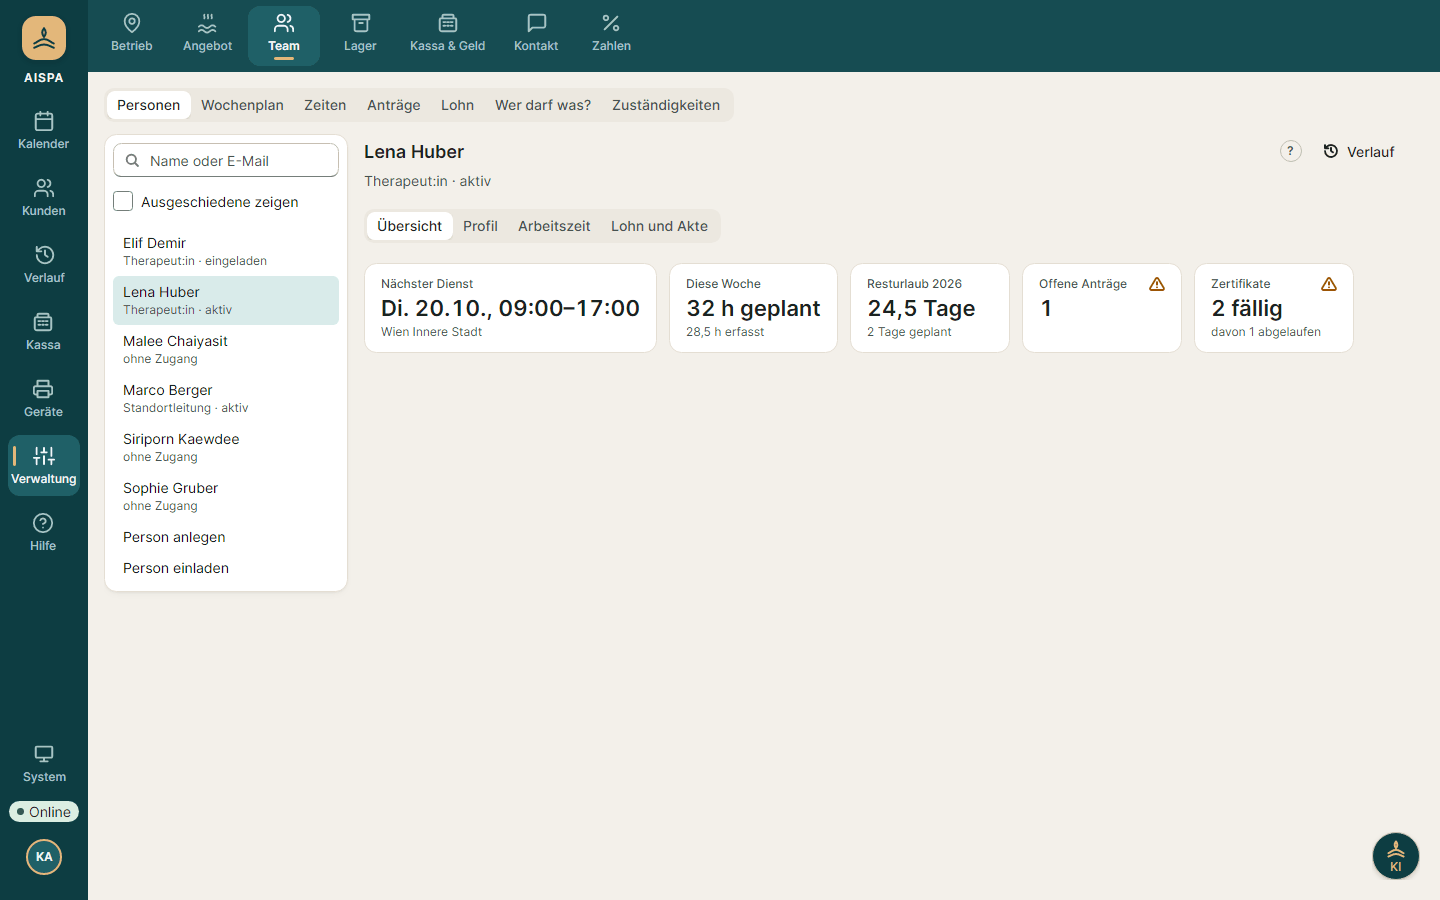 AISPA
Kalender
Kunden
Verlauf
Kassa
Geräte
Verwaltung
Hilfe
System
Online
KA
Betrieb
Angebot
Team
Lager
Kassa & Geld
Kontakt
Zahlen
Personen
Wochenplan
Zeiten
Anträge
Lohn
Wer darf was?
Zuständigkeiten
Name oder E-Mail
Ausgeschiedene zeigen
Elif Demir
Therapeut:in · eingeladen
Lena Huber
Therapeut:in · aktiv
Malee Chaiyasit
ohne Zugang
Marco Berger
Standortleitung · aktiv
Siriporn Kaewdee
ohne Zugang
Sophie Gruber
ohne Zugang
Person anlegen
Person einladen
Lena Huber
Therapeut:in · aktiv
?
Verlauf
Übersicht
Profil
Arbeitszeit
Lohn und Akte
Nächster Dienst
Di. 20.10., 09:00–17:00
Wien Innere Stadt
Diese Woche
32 h geplant
28,5 h erfasst
Resturlaub 2026
24,5 Tage
2 Tage geplant
Offene Anträge
1
Zertifikate
2 fällig
davon 1 abgelaufen
KI